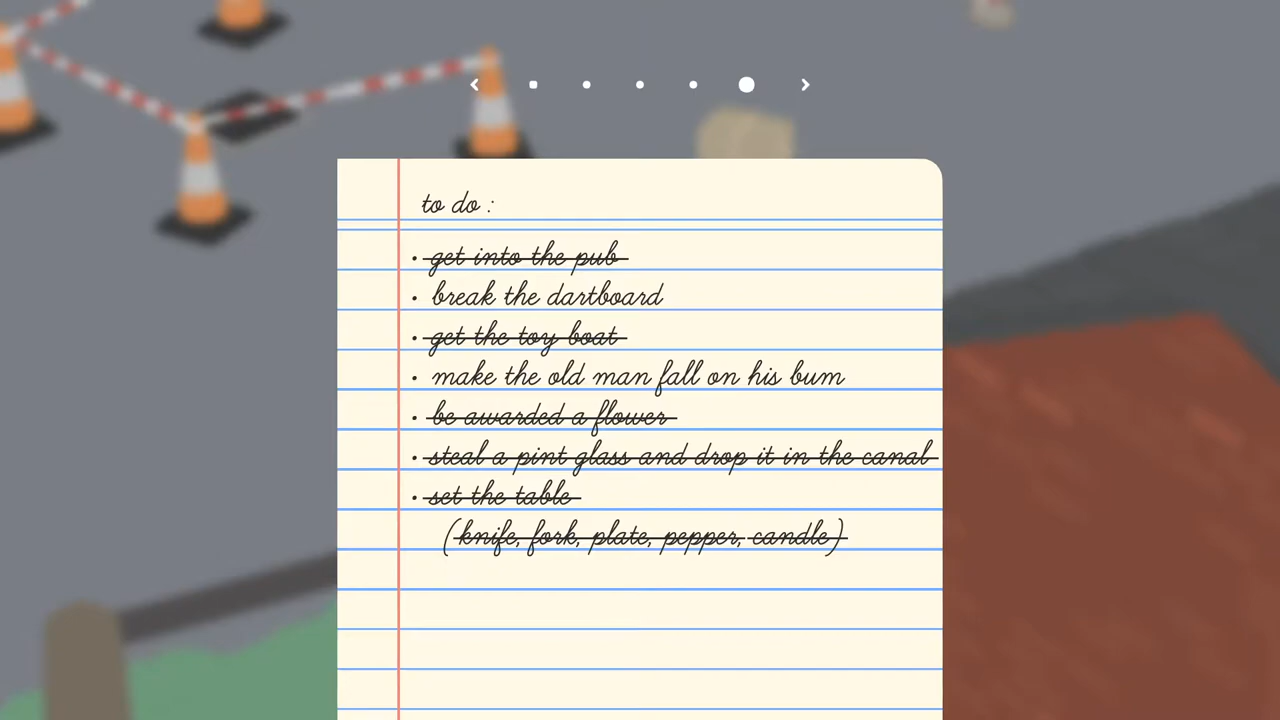 to do :
• get into the pub
• break the dartboard
• get the toy boat
• make the old man fall on his bum
• be awarded a flower
• steal a pint glass and drop it in the canal
• set the table
(knife, fork, plate, pepper, candle)